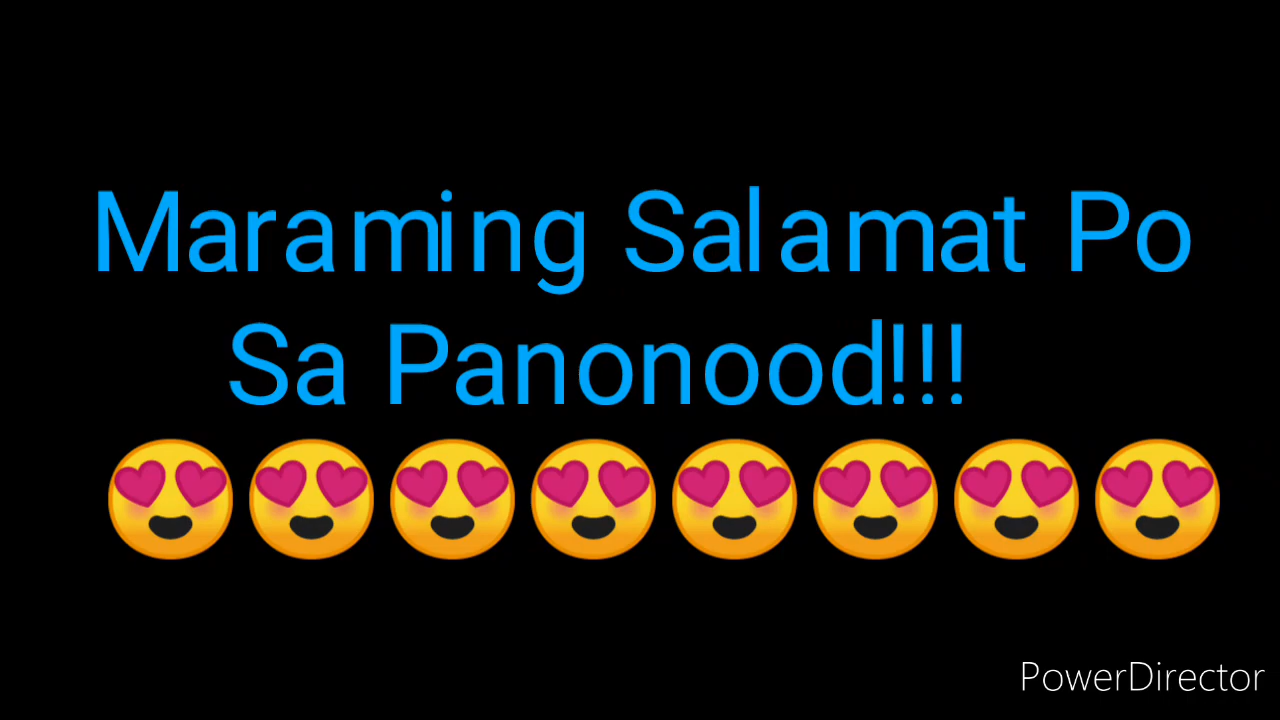 Maraming Salamat Po
Sa Panonood!!!
😍😍😍😍😍😍😍😍
PowerDirector